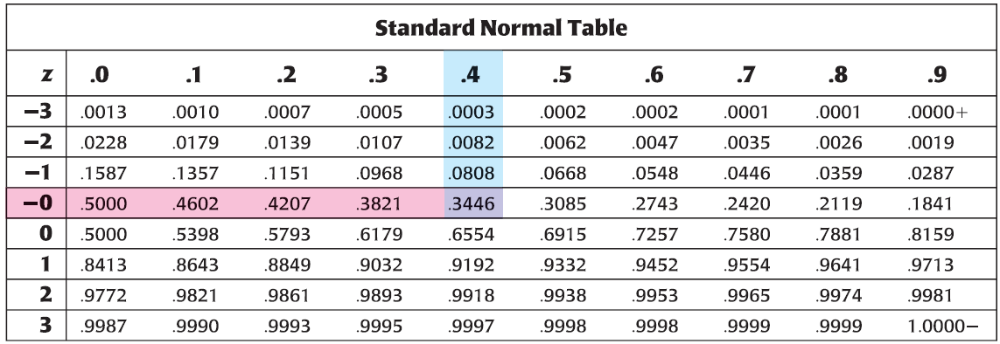 Standard Normal Table
z .0 .1 .2 .3 .4 .5 .6 .7 .8 .9
−3 .0013 .0010 .0007 .0005 .0003 .0002 .0002 .0001 .0001 .0000+
−2 .0228 .0179 .0139 .0107 .0082 .0062 .0047 .0035 .0026 .0019
−1 .1587 .1357 .1151 .0968 .0808 .0668 .0548 .0446 .0359 .0287
−0 .5000 .4602 .4207 .3821 .3446 .3085 .2743 .2420 .2119 .1841
0 .5000 .5398 .5793 .6179 .6554 .6915 .7257 .7580 .7881 .8159
1 .8413 .8643 .8849 .9032 .9192 .9332 .9452 .9554 .9641 .9713
2 .9772 .9821 .9861 .9893 .9918 .9938 .9953 .9965 .9974 .9981
3 .9987 .9990 .9993 .9995 .9997 .9998 .9998 .9999 .9999 1.0000−